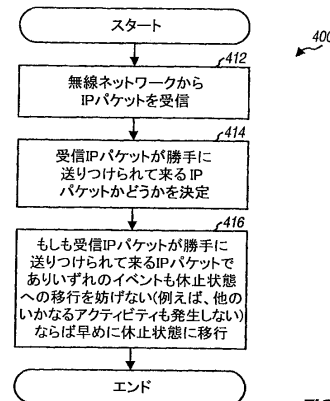 スタート
400
412
無線ネットワークから
IPパケットを受信
414
受信IPパケットが勝手に
送りつけられて来るIP
パケットかどうかを決定
416
もしも受信IPパケットが勝手に
送りつけられて来るIPパケットで
ありいずれのイベントも休止状態
への移行を妨げない(例えば、他の
いかなるアクティビティも発生しない)
ならば早めに休止状態に移行
エンド